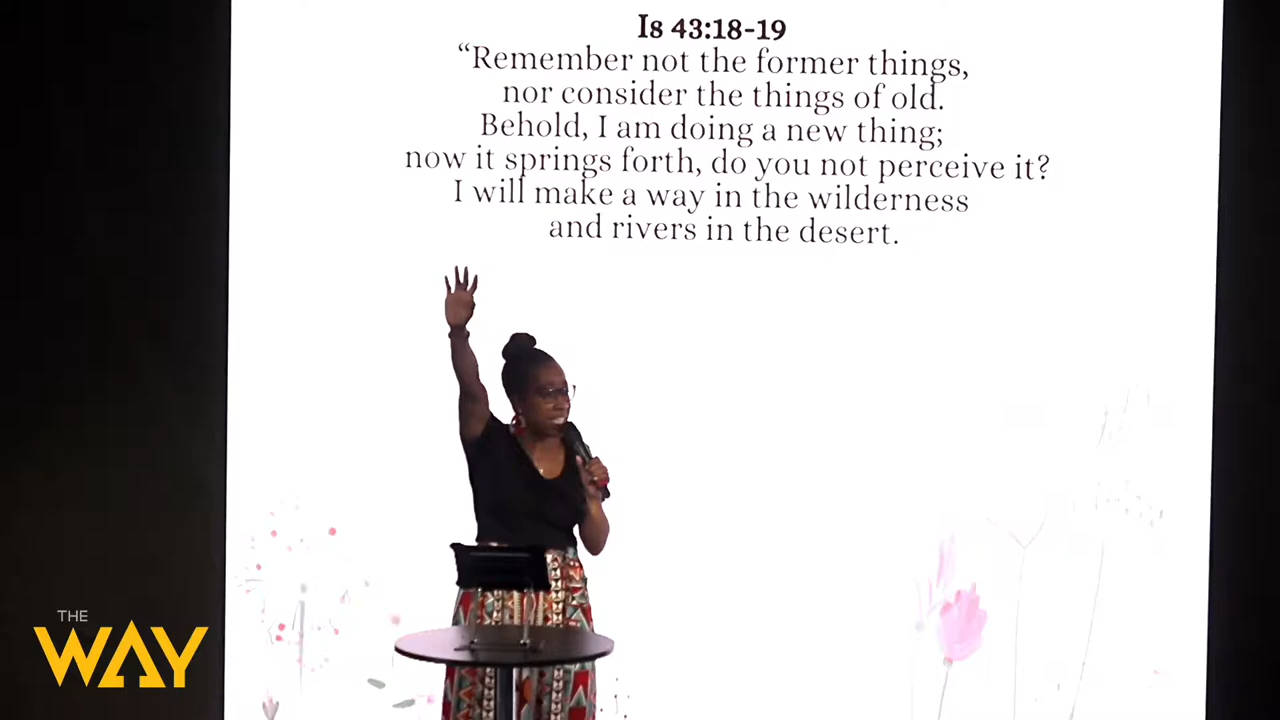 Is 43:18-19
“Remember not the former things,
nor consider the things of old.
Behold, I am doing a new thing;
now it springs forth, do you not perceive it?
I will make a way in the wilderness
and rivers in the desert.
THE
WAY